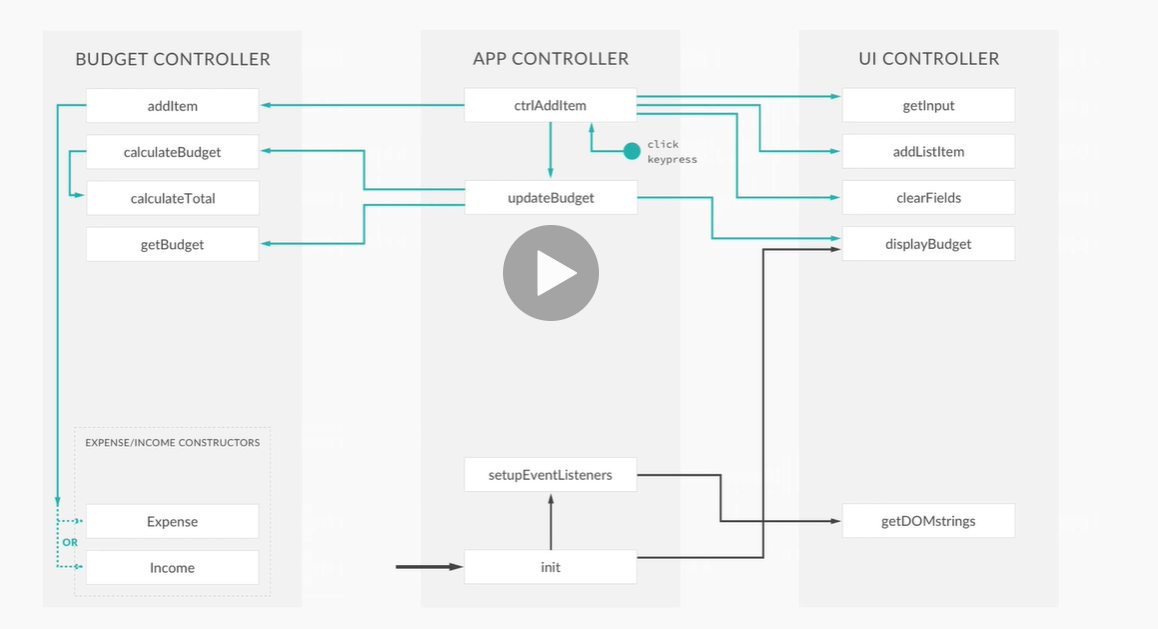 BUDGET CONTROLLER
addItem
calculateBudget
calculateTotal
getBudget
EXPENSE/INCOME CONSTRUCTORS
Expense
OR
Income
APP CONTROLLER
ctrlAddItem
click
keypress
updateBudget
setupEventListeners
init
UI CONTROLLER
getInput
addListItem
clearFields
displayBudget
getDOMstrings